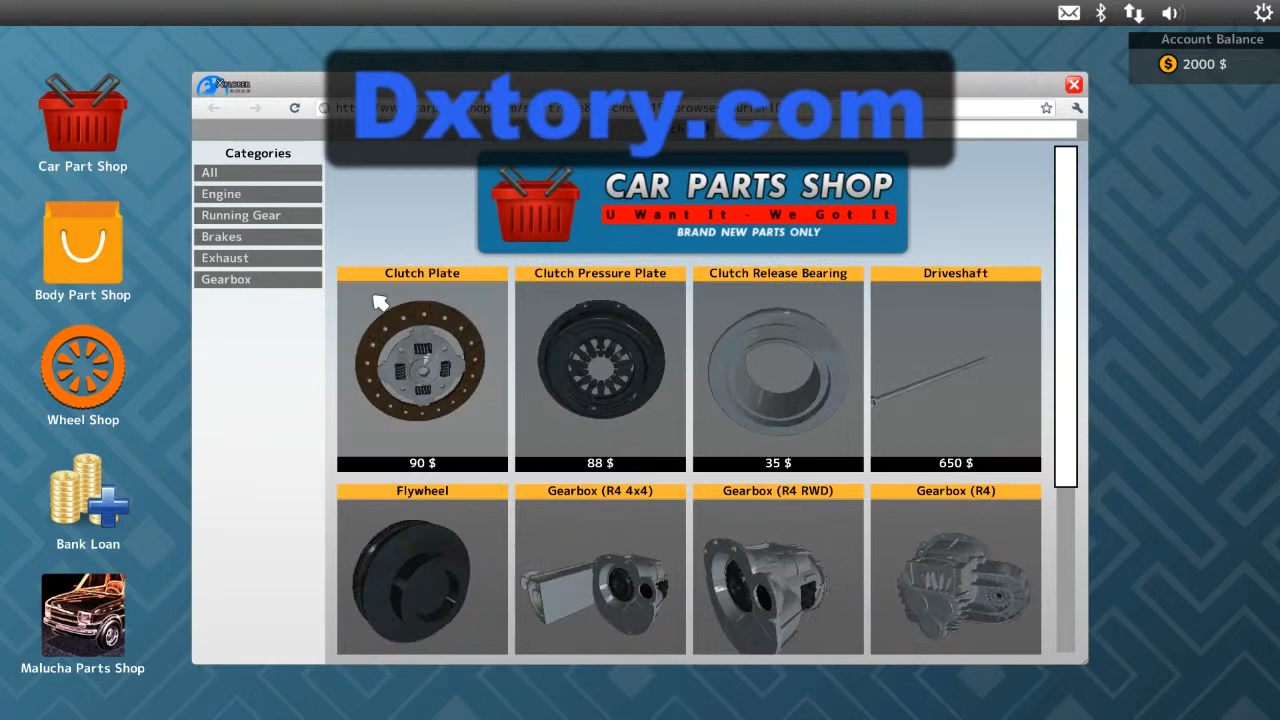 Account Balance
2000 $
Dxtory.com
Car Part Shop
Body Part Shop
Wheel Shop
Bank Loan
Malucha Parts Shop
Categories
All
Engine
Running Gear
Brakes
Exhaust
Gearbox
CAR PARTS SHOP
U Want It - We Got It
BRAND NEW PARTS ONLY
Clutch Plate
Clutch Pressure Plate
Clutch Release Bearing
Driveshaft
90 $
88 $
35 $
650 $
Flywheel
Gearbox (R4 4x4)
Gearbox (R4 RWD)
Gearbox (R4)